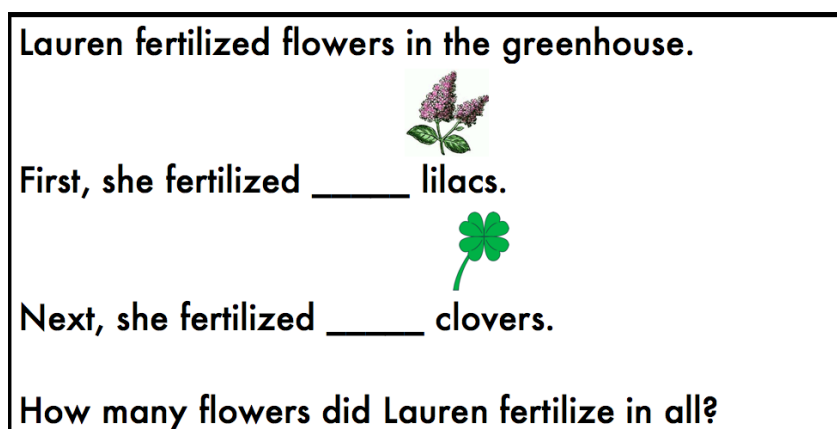 Lauren fertilized flowers in the greenhouse.
First, she fertilized _____ lilacs.
Next, she fertilized _____ clovers.
How many flowers did Lauren fertilize in all?